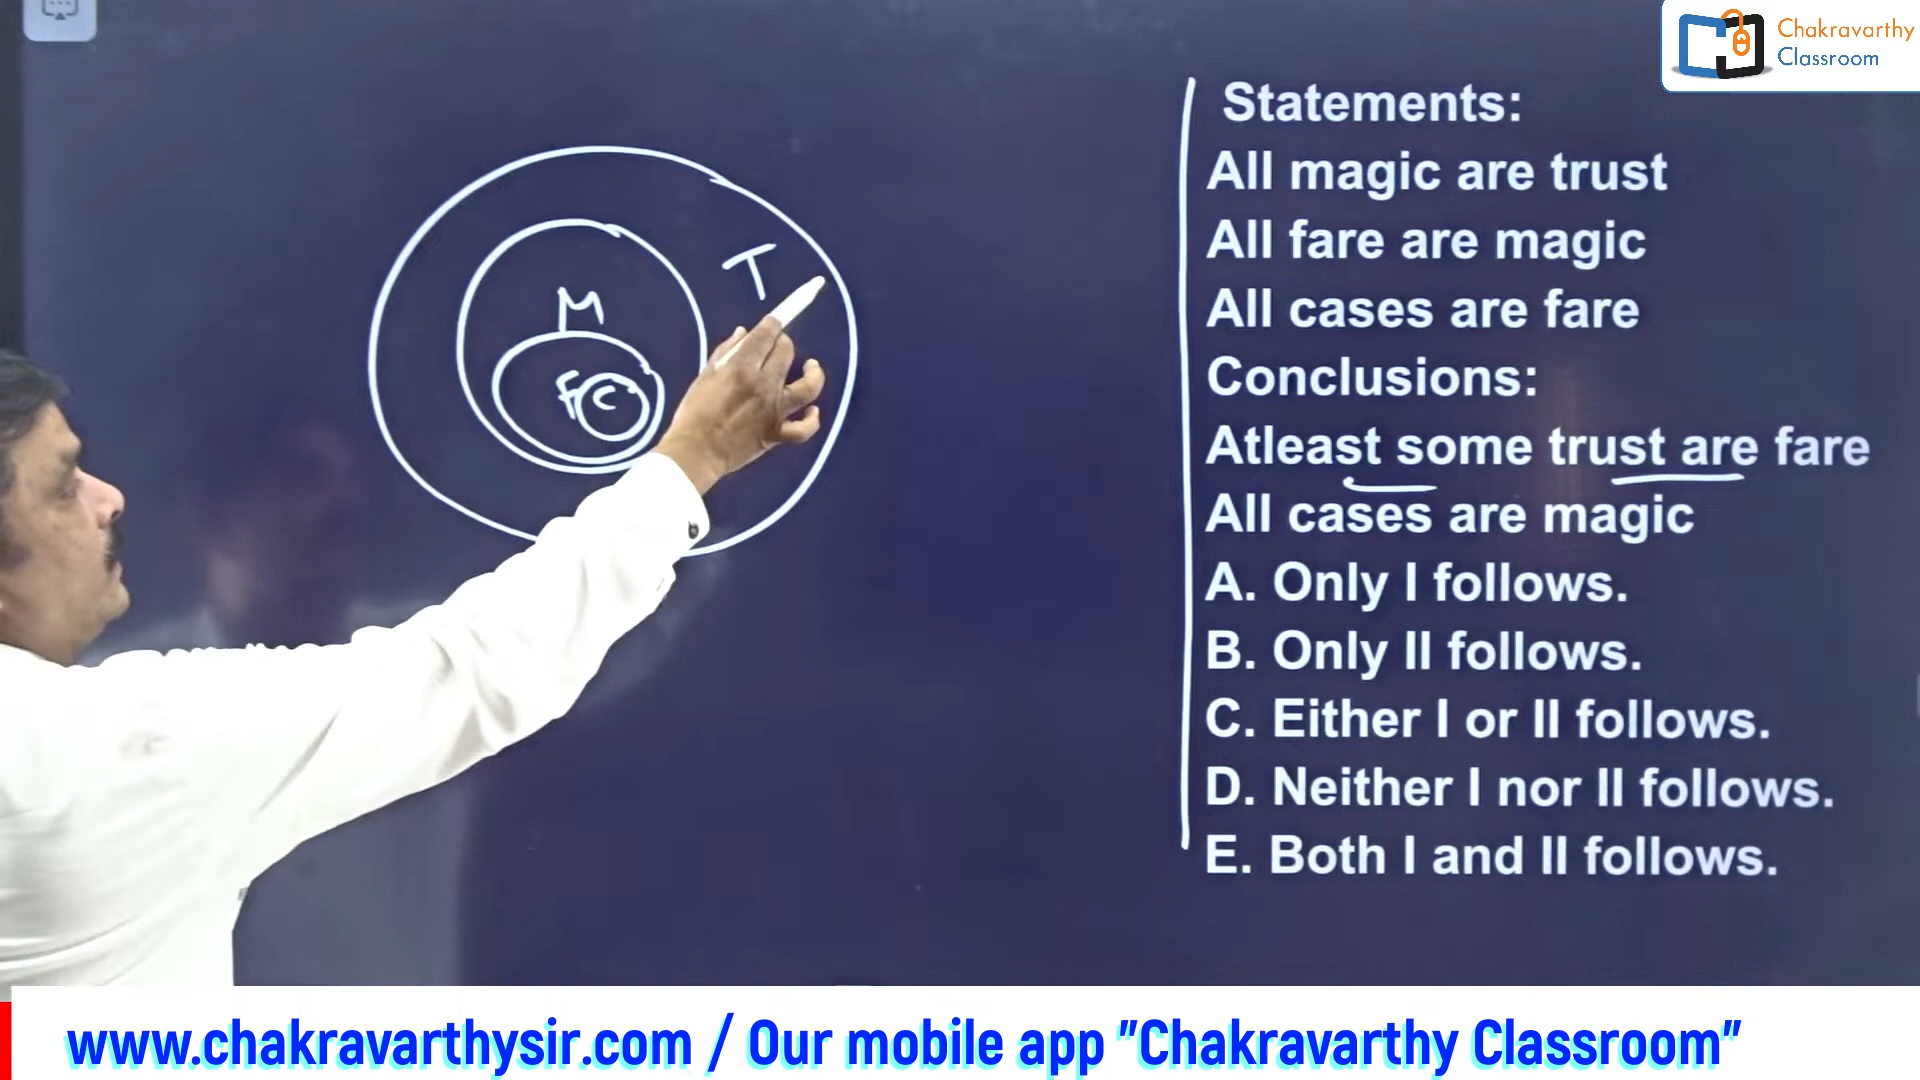 Chakravarthy
Classroom
Statements:
All magic are trust
All fare are magic
All cases are fare
Conclusions:
Atleast some trust are fare
All cases are magic
A. Only I follows.
B. Only II follows.
C. Either I or II follows.
D. Neither I nor II follows.
E. Both I and II follows.
T
M
F C
www.chakravarthysir.com / Our mobile app "Chakravarthy Classroom"